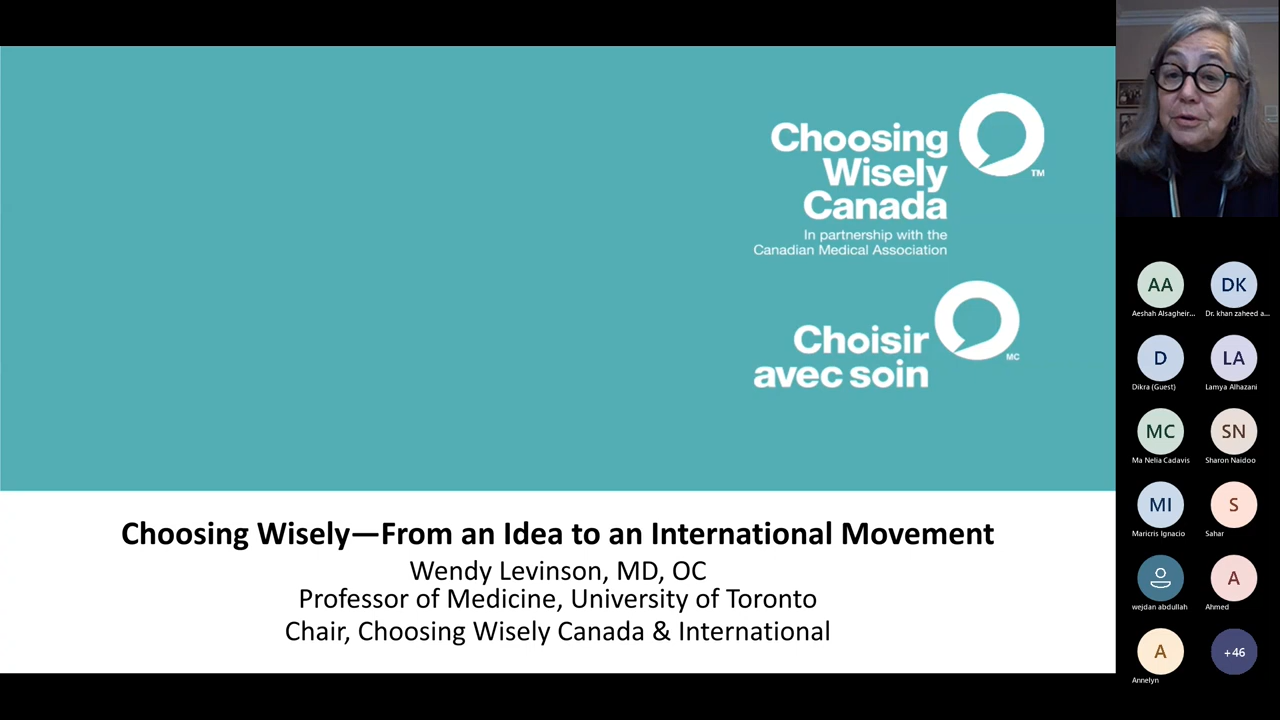 Choosing
Wisely
Canada
TM
In partnership with the
Canadian Medical Association
Choisir
avec soin
MC
Choosing Wisely—From an Idea to an International Movement
Wendy Levinson, MD, OC
Professor of Medicine, University of Toronto
Chair, Choosing Wisely Canada & International
AA
Aeshah Alsagheir...
DK
Dr. khan zaheed a...
D
Dikra (Guest)
LA
Lamya Alhazani
MC
Ma Nelia Cadavis
SN
Sharon Naidoo
MI
Maricris Ignacio
S
Sahar
wejdan abdullah
A
Ahmed
A
Annelyn
+46